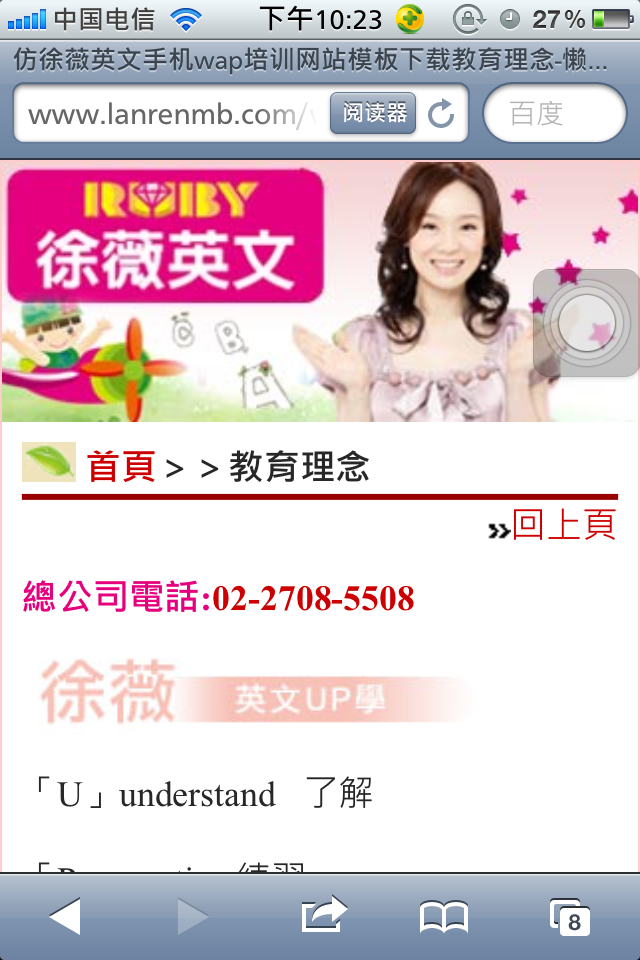 中国电信 下午10:23 27%
仿徐薇英文手机wap培训网站模板下载教育理念-懒...
www.lanrenmb.com/ 阅读器 百度
RUBY
徐薇英文
C B A
首頁＞＞教育理念
回上頁
總公司電話:02-2708-5508
徐薇 英文UP學
「U」understand 了解
練習
8